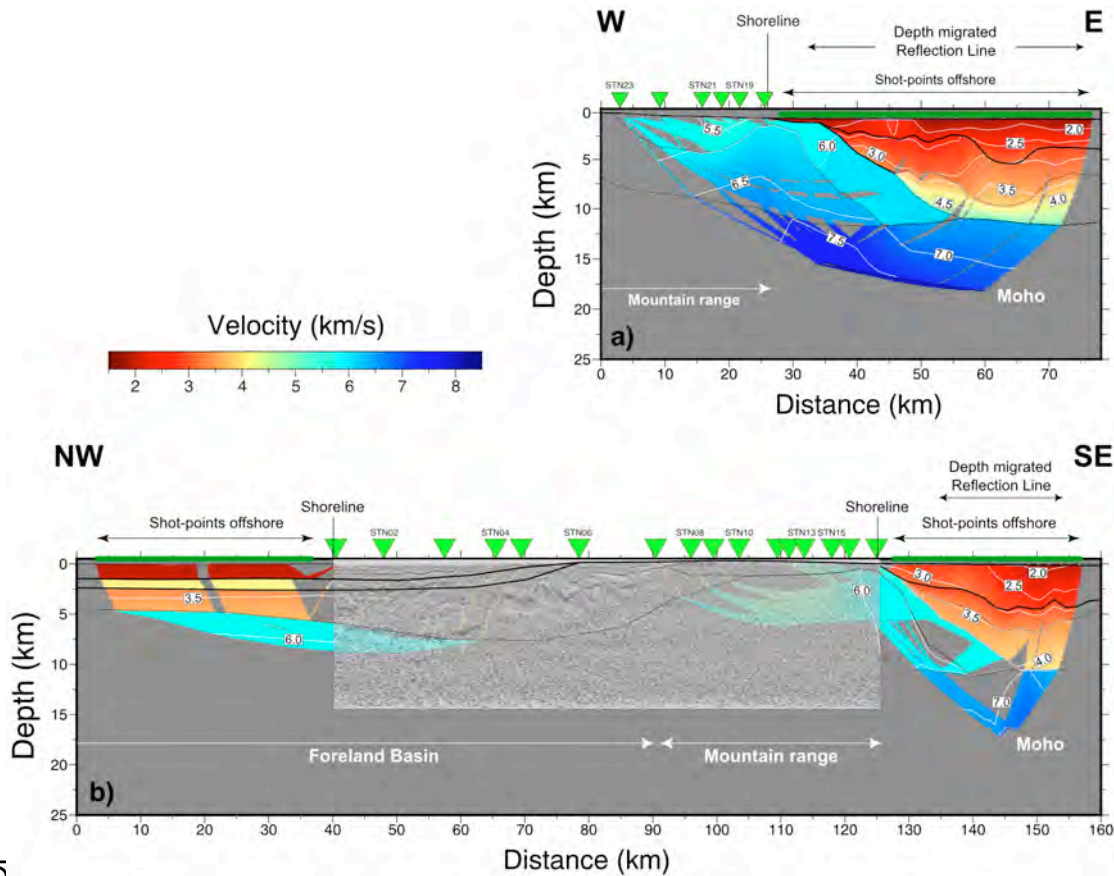 W
Shoreline
E
Depth migrated
Reflection Line
Shot-points offshore
STN23
STN21
STN19
0
5
10
15
20
25
Depth (km)
5.5
6.0
6.5
7.5
7.0
3.0
4.5
3.5
4.0
2.5
2.0
Mountain range
Moho
a)
0 10 20 30 40 50 60 70
Distance (km)
Velocity (km/s)
2 3 4 5 6 7 8
NW
SE
Depth migrated
Reflection Line
Shot-points offshore
Shoreline
Shoreline
Shot-points offshore
STN02
STN04
STN06
STN08
STN10
STN13
STN15
0
5
10
15
20
25
Depth (km)
3.5
6.0
6.0
3.0
2.5
2.0
3.5
4.0
7.0
Foreland Basin
Mountain range
Moho
b)
0 10 20 30 40 50 60 70 80 90 100 110 120 130 140 150 160
Distance (km)